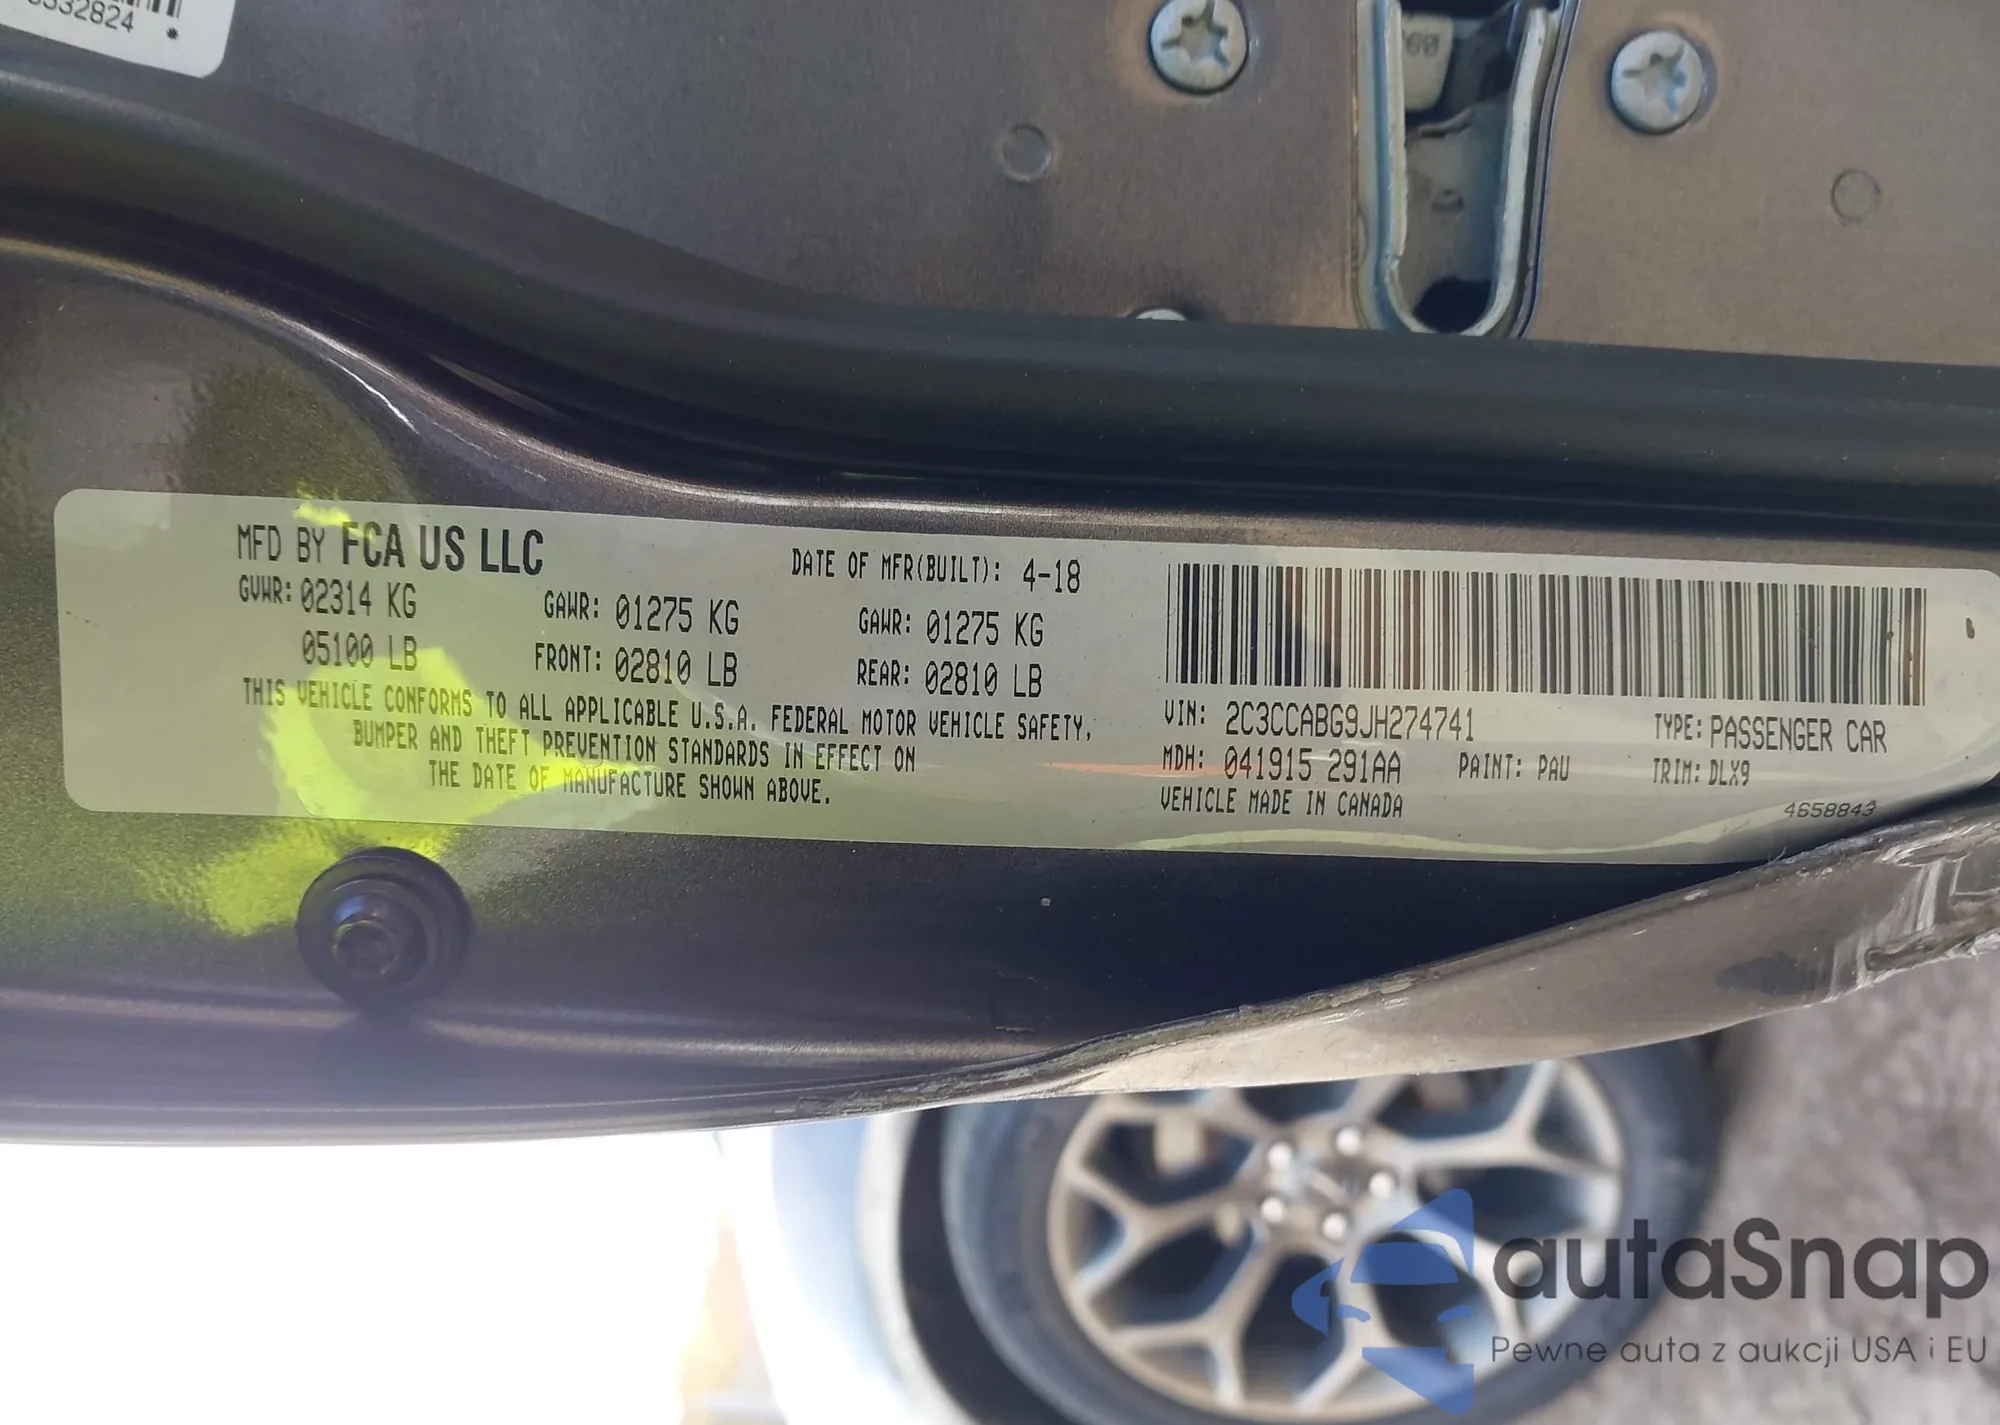 332824 *
MFD BY FCA US LLC
DATE OF MFR(BUILT): 4-18
GVWR: 02314 KG
GAWR: 01275 KG
GAWR: 01275 KG
05100 LB
FRONT: 02810 LB
REAR: 02810 LB
THIS VEHICLE CONFORMS TO ALL APPLICABLE U.S.A. FEDERAL MOTOR VEHICLE SAFETY,
BUMPER AND THEFT PREVENTION STANDARDS IN EFFECT ON
THE DATE OF MANUFACTURE SHOWN ABOVE.
VIN: 2C3CCABG9JH274741
TYPE: PASSENGER CAR
MDH: 041915 291AA
PAINT: PAU
TRIM: DLX9
VEHICLE MADE IN CANADA
4658843
autaSnap
Pewne auta z aukcji USA i EU